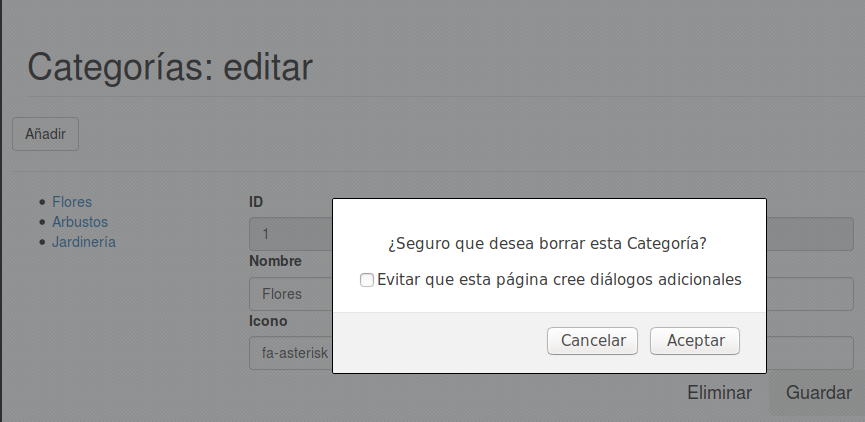 Categorías: editar
Añadir
Flores
Arbustos
Jardinería
ID
1
Nombre
Flores
Icono
fa-asterisk
¿Seguro que desea borrar esta Categoría?
Evitar que esta página cree diálogos adicionales
Cancelar Aceptar
Eliminar Guardar